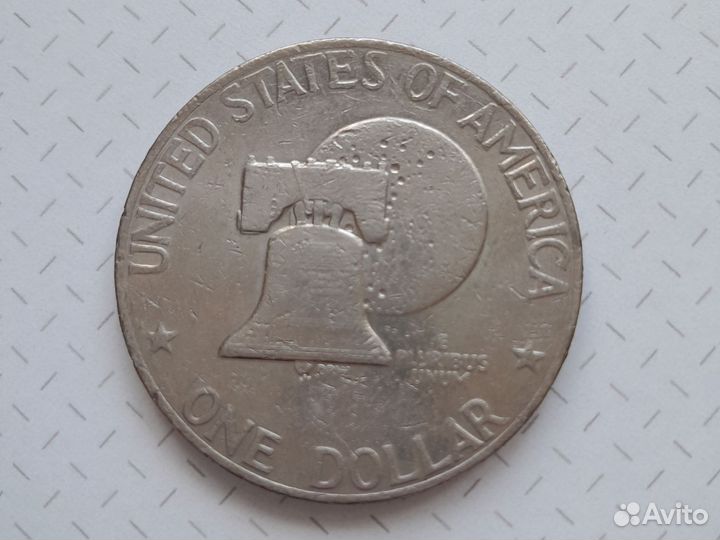 UNITED STATES OF AMERICA
E
PLURIBUS
UNUM
ONE DOLLAR
Avito